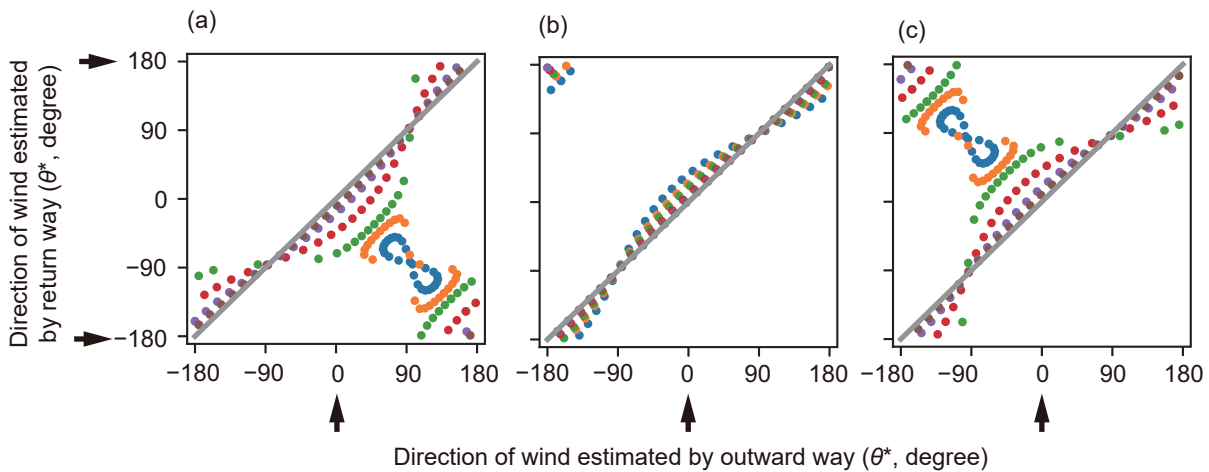 (a)
(b)
(c)
Direction of wind estimated
by return way (θ*, degree)
180
90
0
−90
−180
−180 −90 0 90 180
−180 −90 0 90 180
−180 −90 0 90 180
Direction of wind estimated by outward way (θ*, degree)